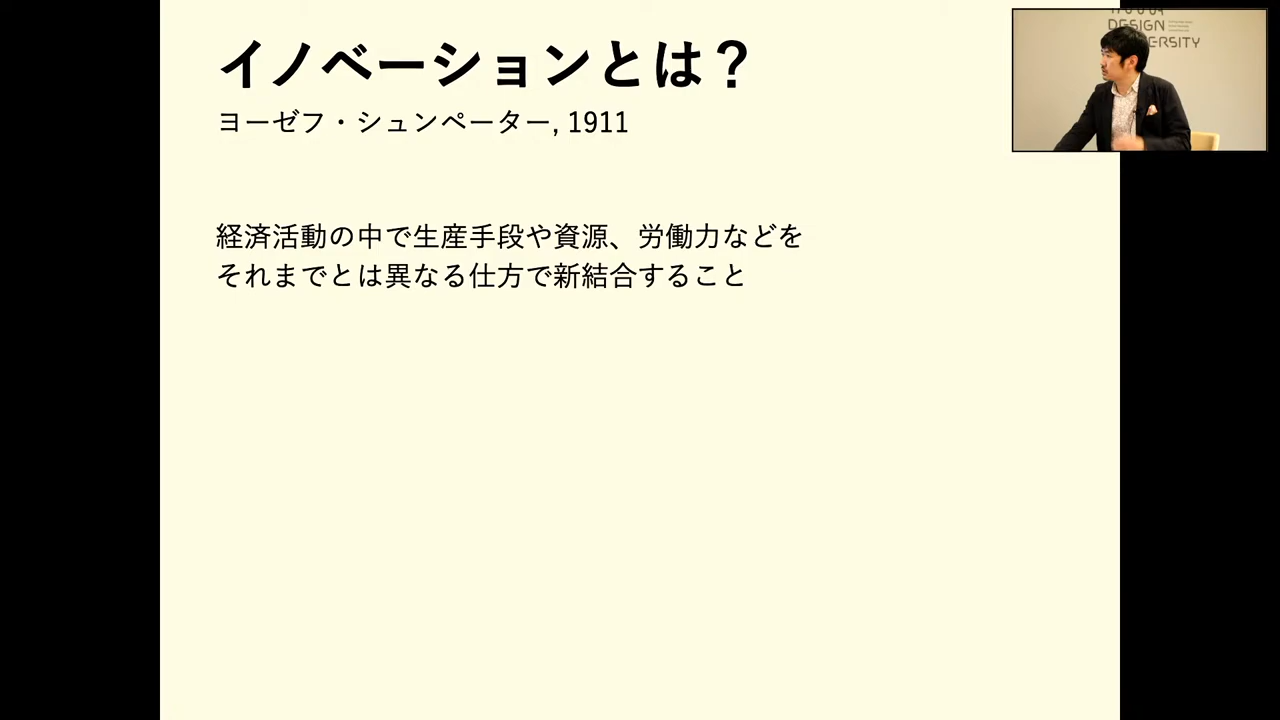 イノベーションとは？
ヨーゼフ・シュンペーター, 1911
経済活動の中で生産手段や資源、労働力などを
それまでとは異なる仕方で新結合すること
DESIGN
ERSITY